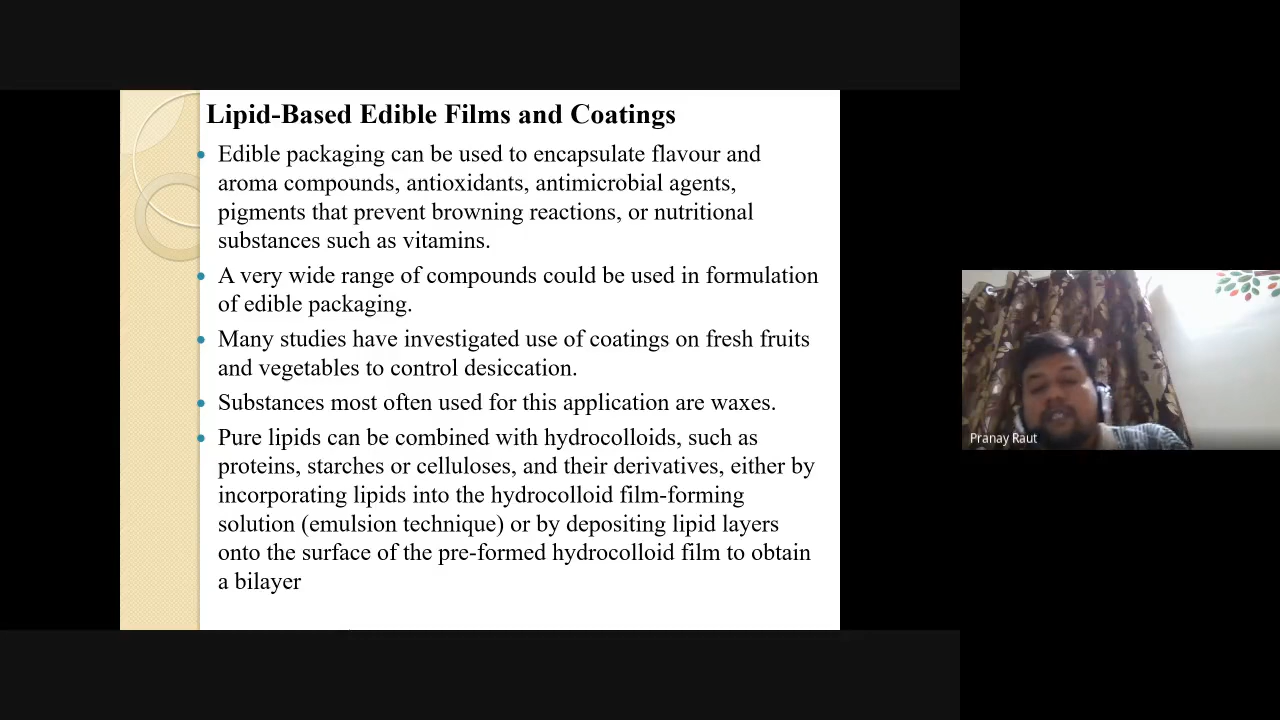 Lipid-Based Edible Films and Coatings
Edible packaging can be used to encapsulate flavour and
aroma compounds, antioxidants, antimicrobial agents,
pigments that prevent browning reactions, or nutritional
substances such as vitamins.
A very wide range of compounds could be used in formulation
of edible packaging.
Many studies have investigated use of coatings on fresh fruits
and vegetables to control desiccation.
Substances most often used for this application are waxes.
Pure lipids can be combined with hydrocolloids, such as
proteins, starches or celluloses, and their derivatives, either by
incorporating lipids into the hydrocolloid film-forming
solution (emulsion technique) or by depositing lipid layers
onto the surface of the pre-formed hydrocolloid film to obtain
a bilayer
Pranay Raut